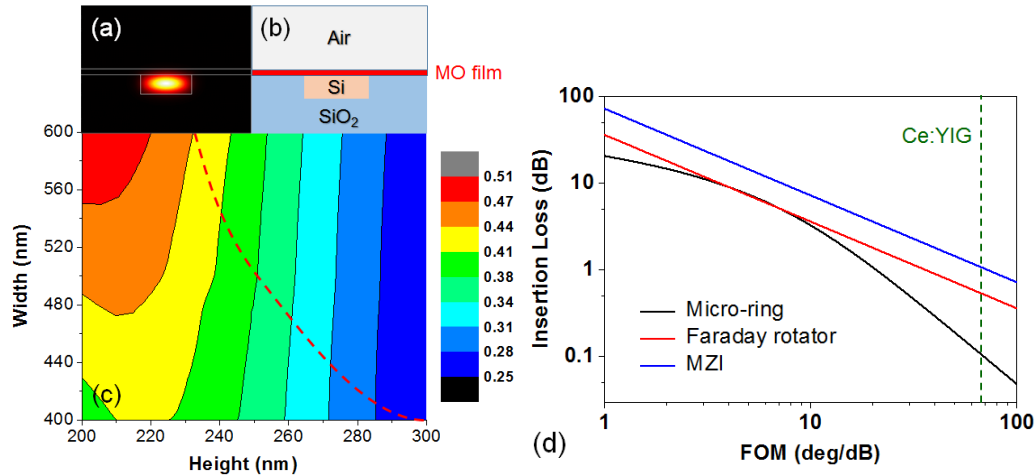 (a)
(b)
Air
MO film
Si
SiO₂
600
560
520
480
440
400
Width (nm)
(c)
200
220
240
260
280
300
Height (nm)
0.51
0.47
0.44
0.41
0.38
0.34
0.31
0.28
0.25
100
10
1
0.1
Insertion Loss (dB)
Ce:YIG
Micro-ring
Faraday rotator
MZI
1
10
100
FOM (deg/dB)
(d)